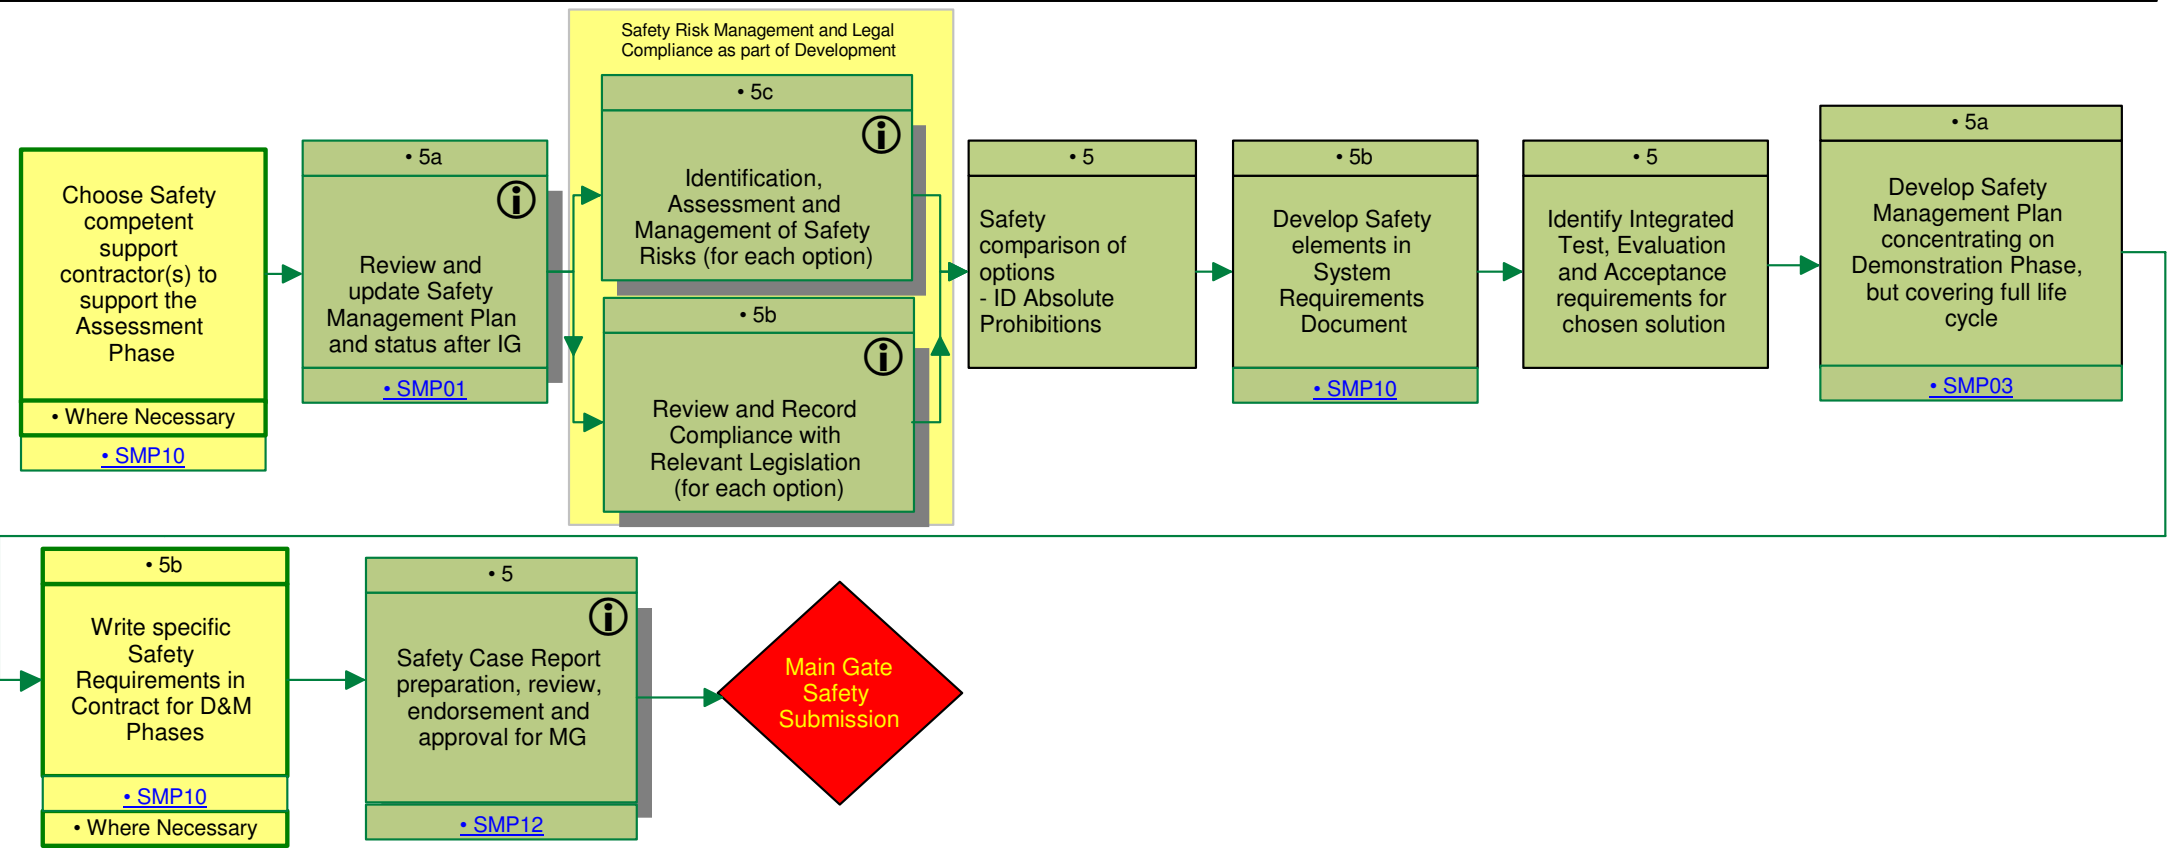 Safety Risk Management and Legal
Compliance as part of Development
Choose Safety
competent
support
contractor(s) to
support the
Assessment
Phase
• Where Necessary
• SMP10
• 5a
Review and
update Safety
Management Plan
and status after IG
• SMP01
• 5c
Identification,
Assessment and
Management of Safety
Risks (for each option)
• 5b
Review and Record
Compliance with
Relevant Legislation
(for each option)
• 5
Safety
comparison of
options
- ID Absolute
Prohibitions
• 5b
Develop Safety
elements in
System
Requirements
Document
• SMP10
• 5
Identify Integrated
Test, Evaluation
and Acceptance
requirements for
chosen solution
• 5a
Develop Safety
Management Plan
concentrating on
Demonstration Phase,
but covering full life
cycle
• SMP03
• 5b
Write specific
Safety
Requirements in
Contract for D&M
Phases
• SMP10
• Where Necessary
• 5
Safety Case Report
preparation, review,
endorsement and
approval for MG
• SMP12
Main Gate
Safety
Submission